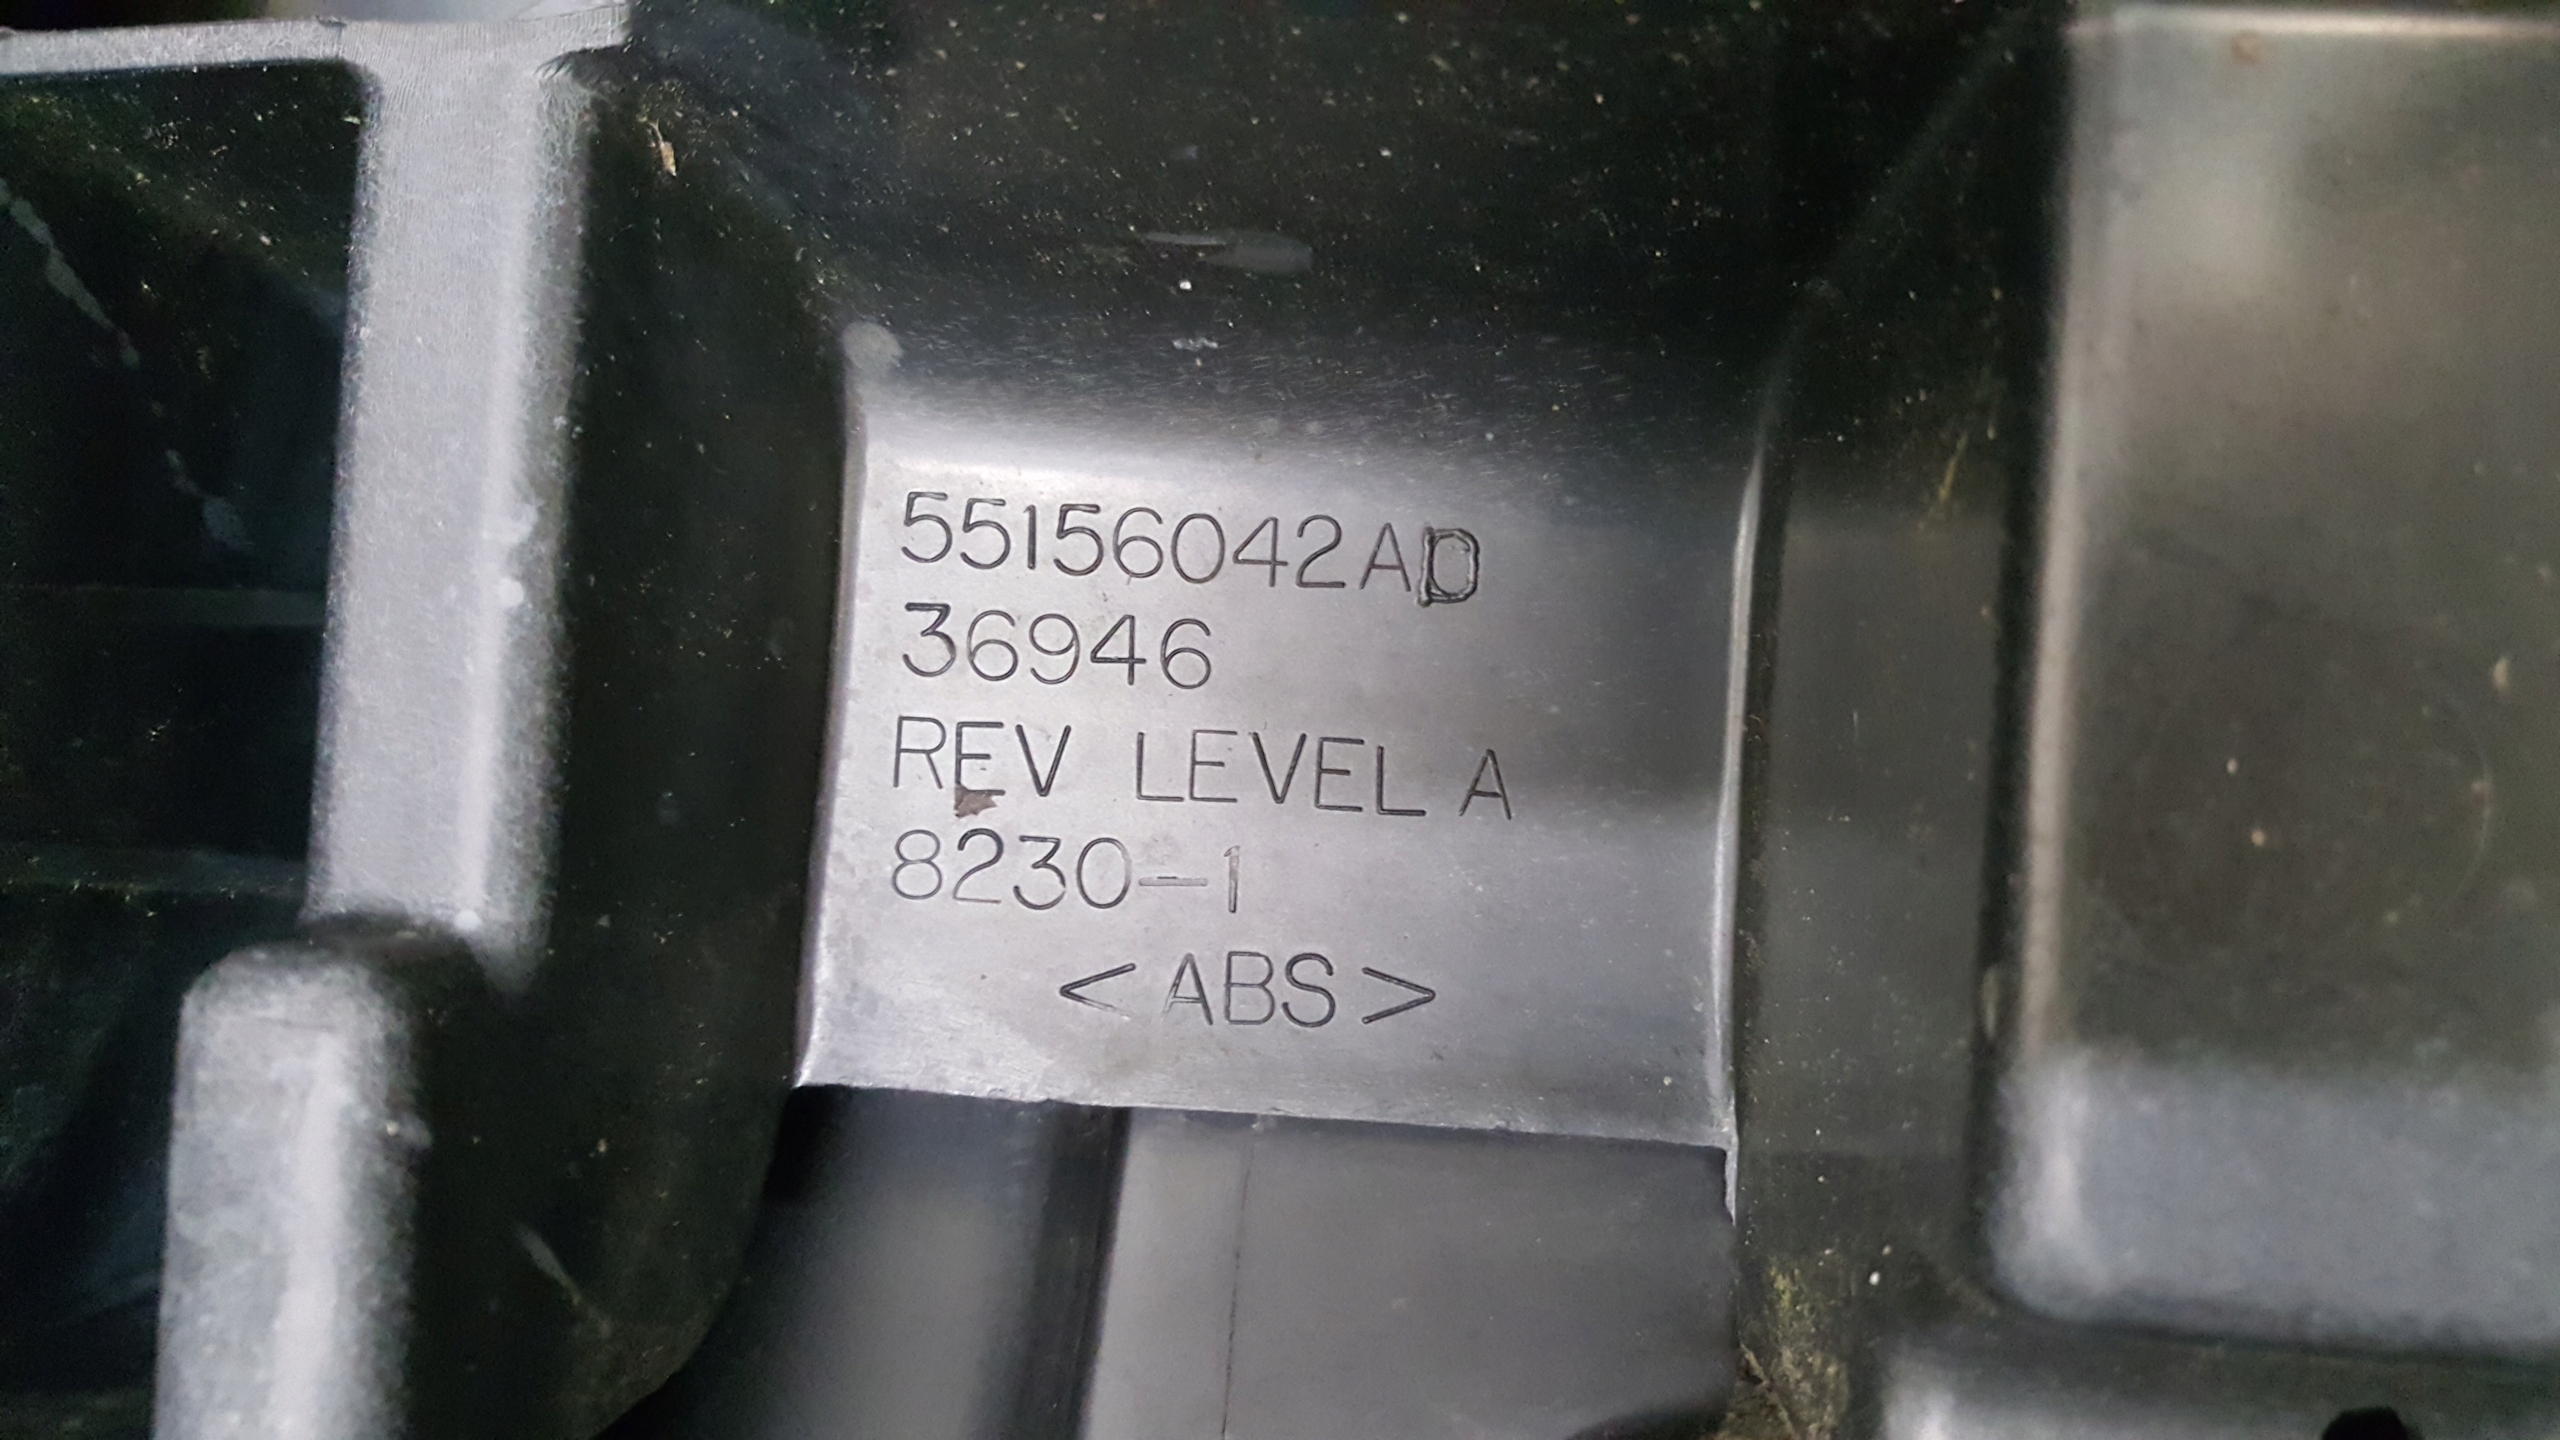 55156042AD
36946
REV LEVEL A
8230-1
<ABS>